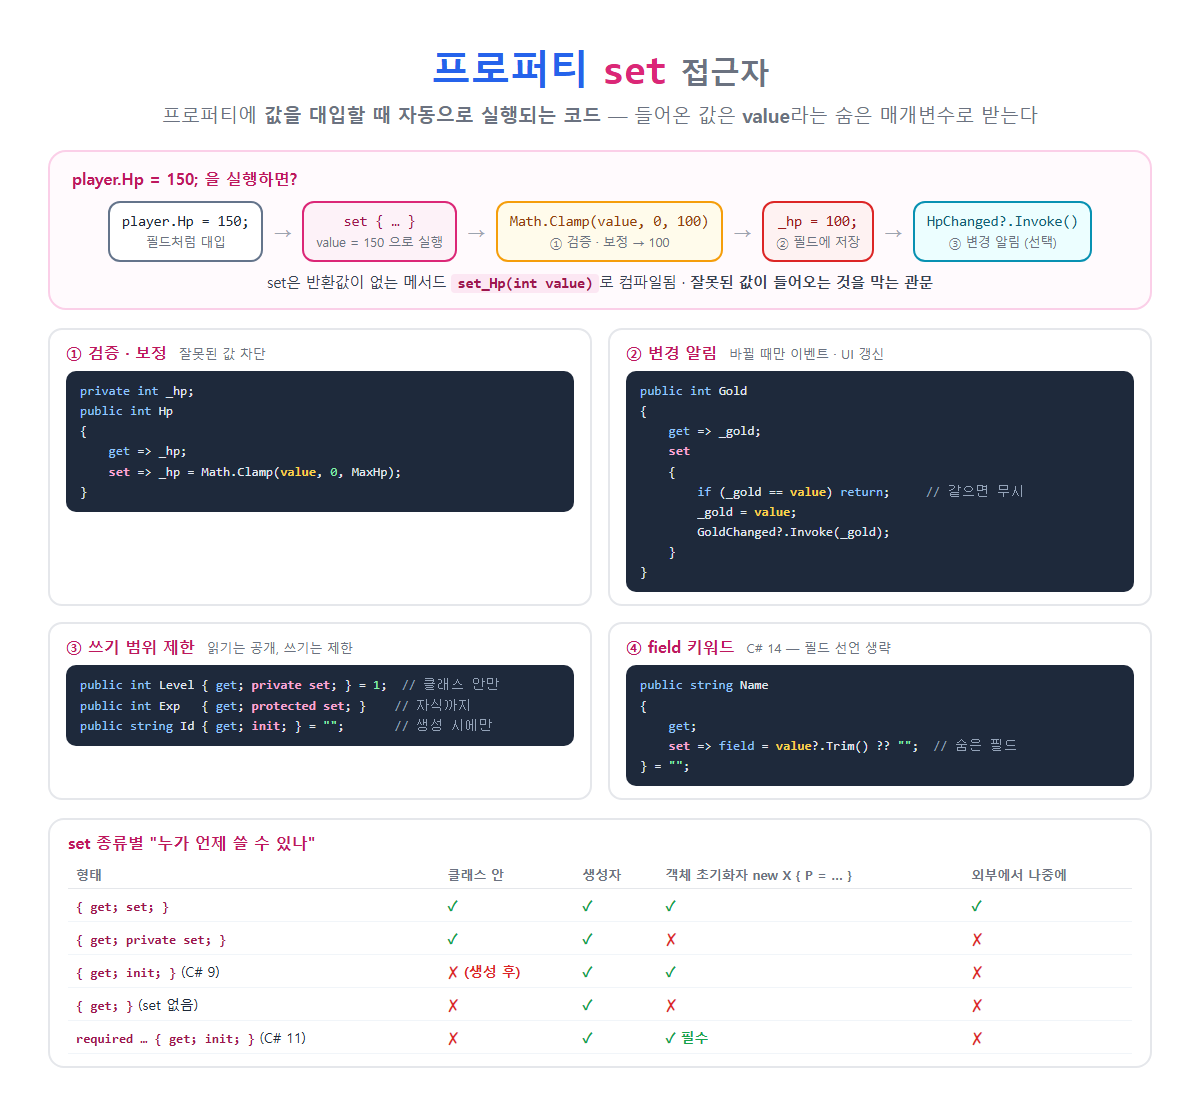 프로퍼티 set 접근자
프로퍼티에 값을 대입할 때 자동으로 실행되는 코드 — 들어온 값은 value라는 숨은 매개변수로 받는다
player.Hp = 150; 을 실행하면?
player.Hp = 150;
필드처럼 대입
→
set { … }
value = 150 으로 실행
→
Math.Clamp(value, 0, 100)
① 검증 · 보정 → 100
→
_hp = 100;
② 필드에 저장
→
HpChanged?.Invoke()
③ 변경 알림 (선택)
set은 반환값이 없는 메서드 set_Hp(int value)로 컴파일됨 · 잘못된 값이 들어오는 것을 막는 관문
① 검증 · 보정 잘못된 값 차단
private int _hp;
public int Hp
{
    get => _hp;
    set => _hp = Math.Clamp(value, 0, MaxHp);
}
② 변경 알림 바뀔 때만 이벤트 · UI 갱신
public int Gold
{
    get => _gold;
    set
    {
        if (_gold == value) return;     // 같으면 무시
        _gold = value;
        GoldChanged?.Invoke(_gold);
    }
}
③ 쓰기 범위 제한 읽기는 공개, 쓰기는 제한
public int Level { get; private set; } = 1;  // 클래스 안만
public int Exp   { get; protected set; }    // 자식까지
public string Id { get; init; } = "";       // 생성 시에만
④ field 키워드 C# 14 — 필드 선언 생략
public string Name
{
    get;
    set => field = value?.Trim() ?? "";  // 숨은 필드
} = "";
set 종류별 "누가 언제 쓸 수 있나"
형태 클래스 안 생성자 객체 초기화자 new X { P = … } 외부에서 나중에
{ get; set; } ✓ ✓ ✓ ✓
{ get; private set; } ✓ ✓ ✗ ✗
{ get; init; } (C# 9) ✗ (생성 후) ✓ ✓ ✗
{ get; } (set 없음) ✗ ✓ ✗ ✗
required … { get; init; } (C# 11) ✗ ✓ ✓ 필수 ✗